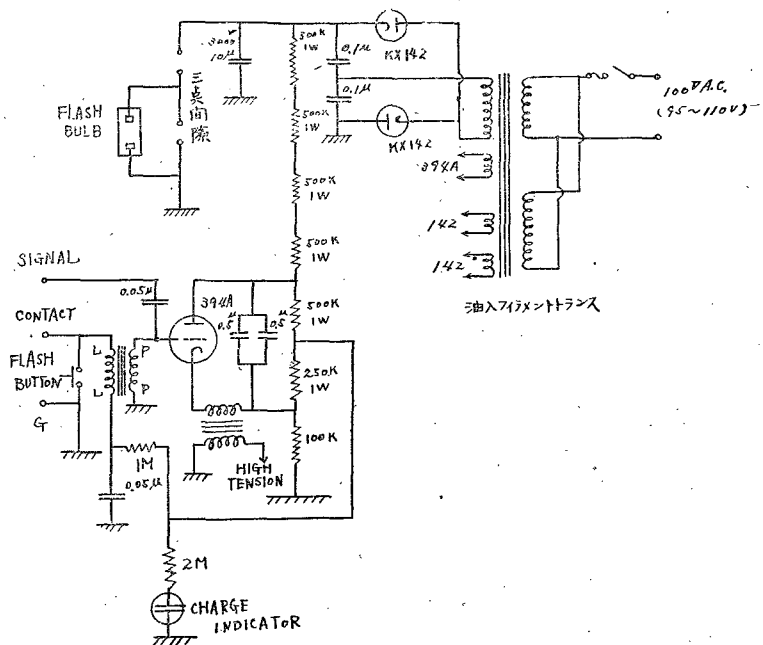 10μ
500K
1W
0.1μ
0.1μ
KX142
KX142
FLASH
BULB
三点間隙
500K
1W
500K
1W
500K
1W
500K
1W
250K
1W
100K
394A
142
142
100V A.C.
(95~110V)
油入フィラメントトランス
SIGNAL
0.05μ
394A
0.5μ
0.5μ
CONTACT
FLASH
BUTTON
G
L
L
P
P
1M
0.05μ
HIGH
TENSION
2M
CHARGE
INDICATOR